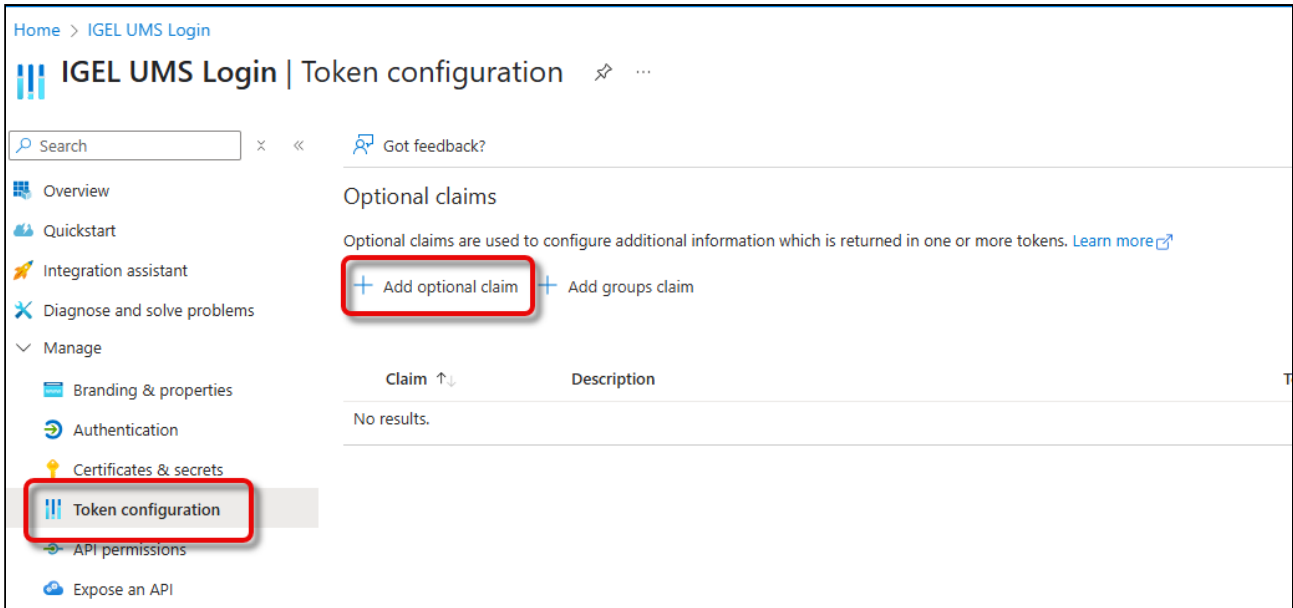 Home > IGEL UMS Login
IGEL UMS Login | Token configuration
Search
Got feedback?
Overview
Quickstart
Integration assistant
Diagnose and solve problems
Manage
Branding & properties
Authentication
Certificates & secrets
Token configuration
API permissions
Expose an API
Optional claims
Optional claims are used to configure additional information which is returned in one or more tokens. Learn more
Add optional claim
Add groups claim
Claim
Description
No results.